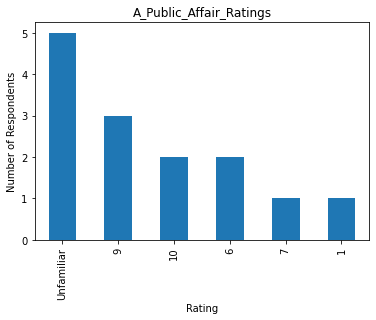 A_Public_Affair_Ratings
Number of Respondents
5
4
3
2
1
0
Unfamiliar
9
10
6
7
1
Rating